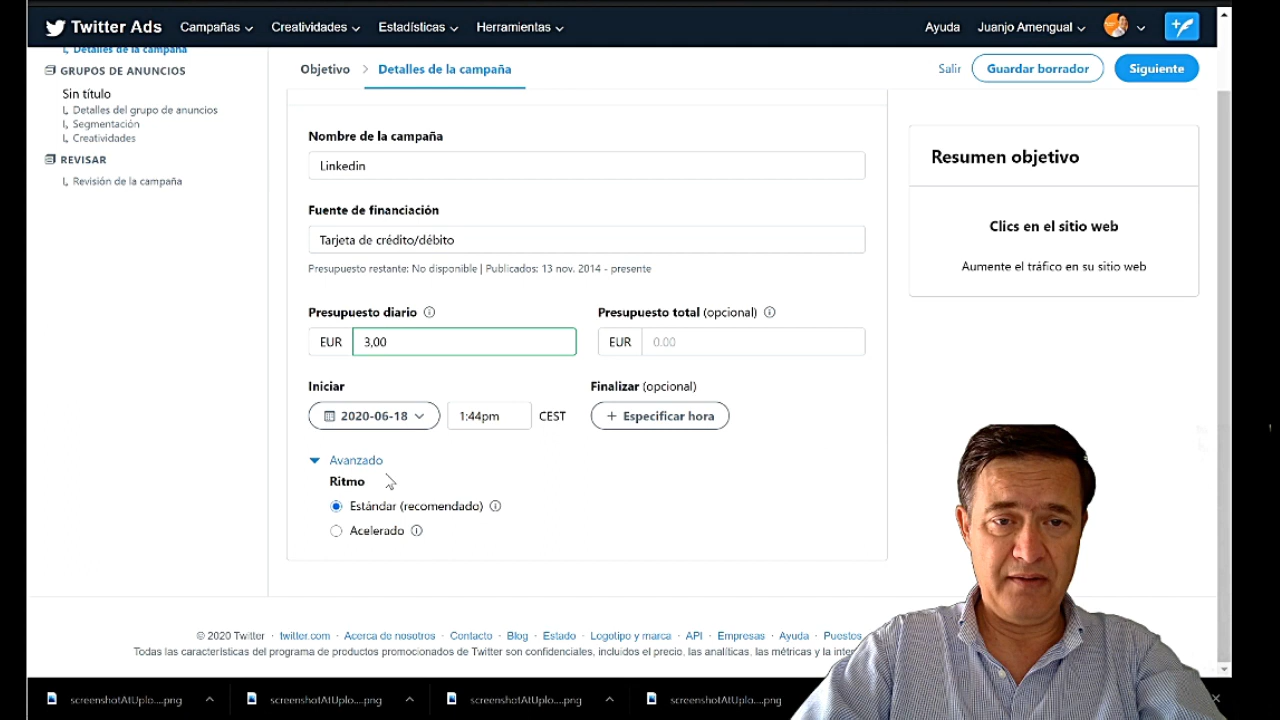 Twitter Ads Campañas Creatividades Estadísticas Herramientas Ayuda Juanjo Amengual
Detalles de la campaña
GRUPOS DE ANUNCIOS
Sin título
Detalles del grupo de anuncios
Segmentación
Creatividades
REVISAR
Revisión de la campaña
Objetivo > Detalles de la campaña Salir Guardar borrador Siguiente
Nombre de la campaña
Linkedin
Fuente de financiación
Tarjeta de crédito/débito
Presupuesto restante: No disponible | Publicados: 13 nov. 2014 - presente
Presupuesto diario Presupuesto total (opcional)
EUR 3,00 EUR 0.00
Iniciar Finalizar (opcional)
2020-06-18 1:44pm CEST + Especificar hora
Avanzado
Ritmo
Estándar (recomendado)
Acelerado
Resumen objetivo
Clics en el sitio web
Aumente el tráfico en su sitio web
© 2020 Twitter · twitter.com · Acerca de nosotros · Contacto · Blog · Estado · Logotipo y marca · API · Empresas · Ayuda · Puestos
Todas las características del programa de productos promocionados de Twitter son confidenciales, incluidos el precio, las analíticas, las métricas y la
screenshotAtUplo....png screenshotAtUplo....png screenshotAtUplo....png screenshotAtUplo....png